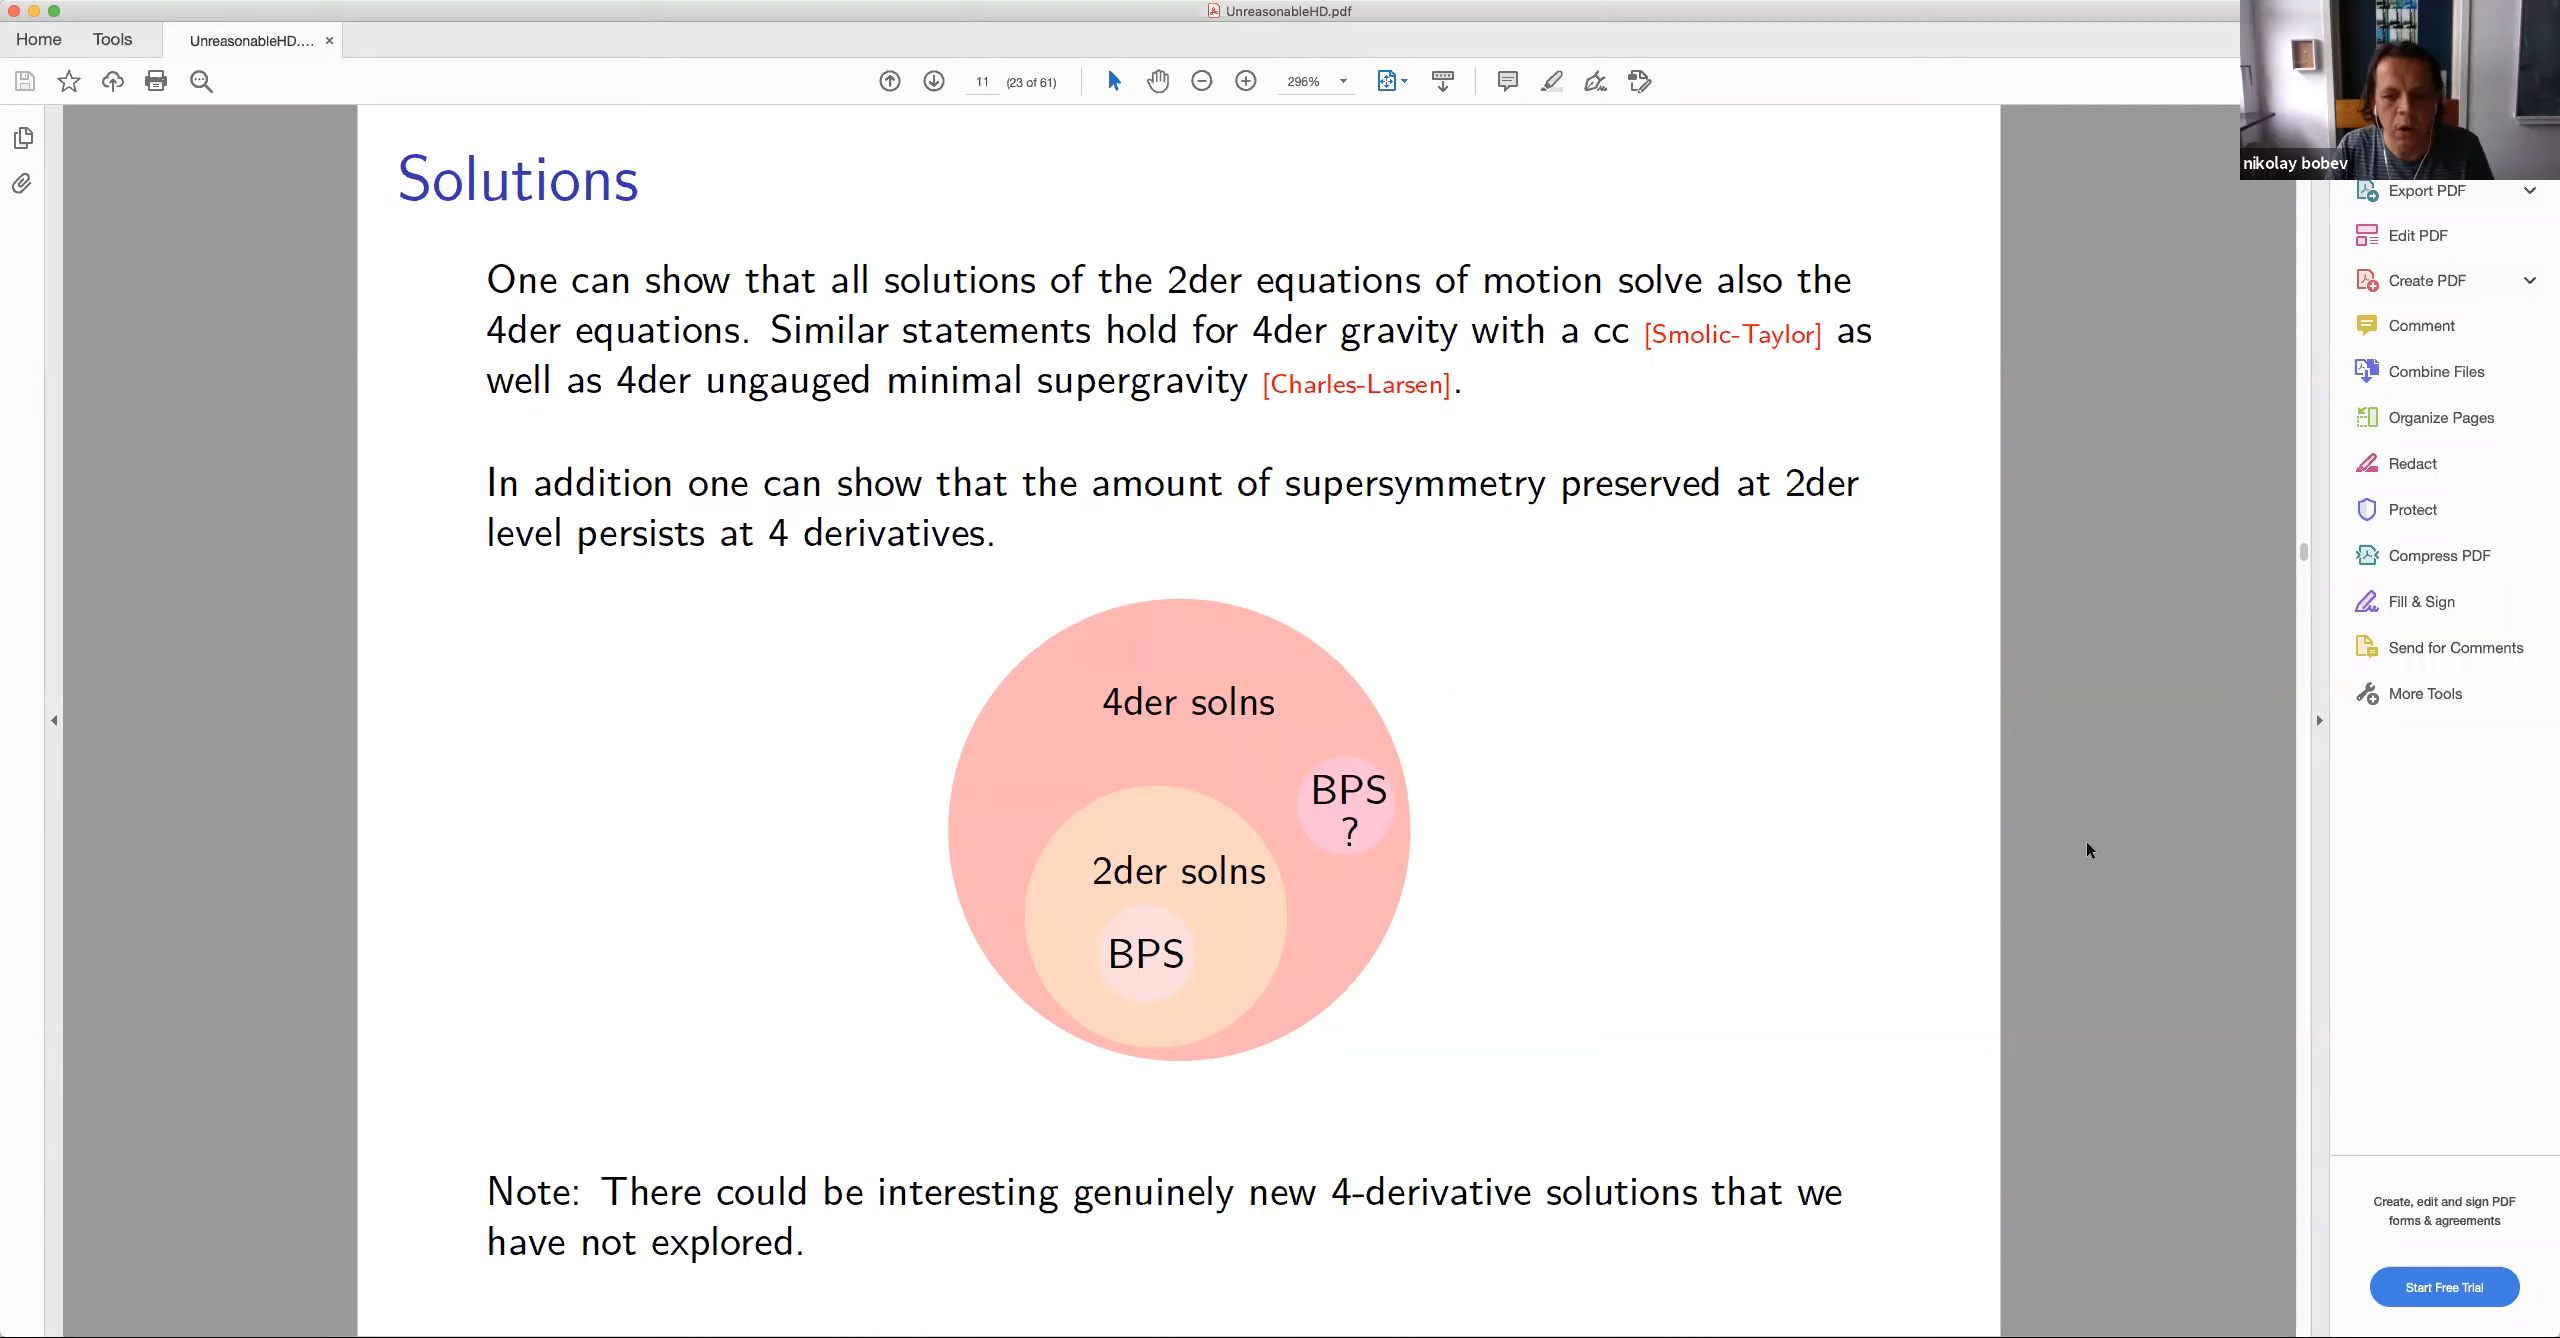 UnreasonableHD.pdf
Home
Tools
UnreasonableHD....
11 (23 of 61)
296%
nikolay bobev
Solutions
One can show that all solutions of the 2der equations of motion solve also the
4der equations. Similar statements hold for 4der gravity with a cc [Smolic-Taylor] as
well as 4der ungauged minimal supergravity [Charles-Larsen].
In addition one can show that the amount of supersymmetry preserved at 2der
level persists at 4 derivatives.
4der solns
BPS
?
2der solns
BPS
Note: There could be interesting genuinely new 4-derivative solutions that we
have not explored.
Export PDF
Edit PDF
Create PDF
Comment
Combine Files
Organize Pages
Redact
Protect
Compress PDF
Fill & Sign
Send for Comments
More Tools
Create, edit and sign PDF
forms & agreements
Start Free Trial